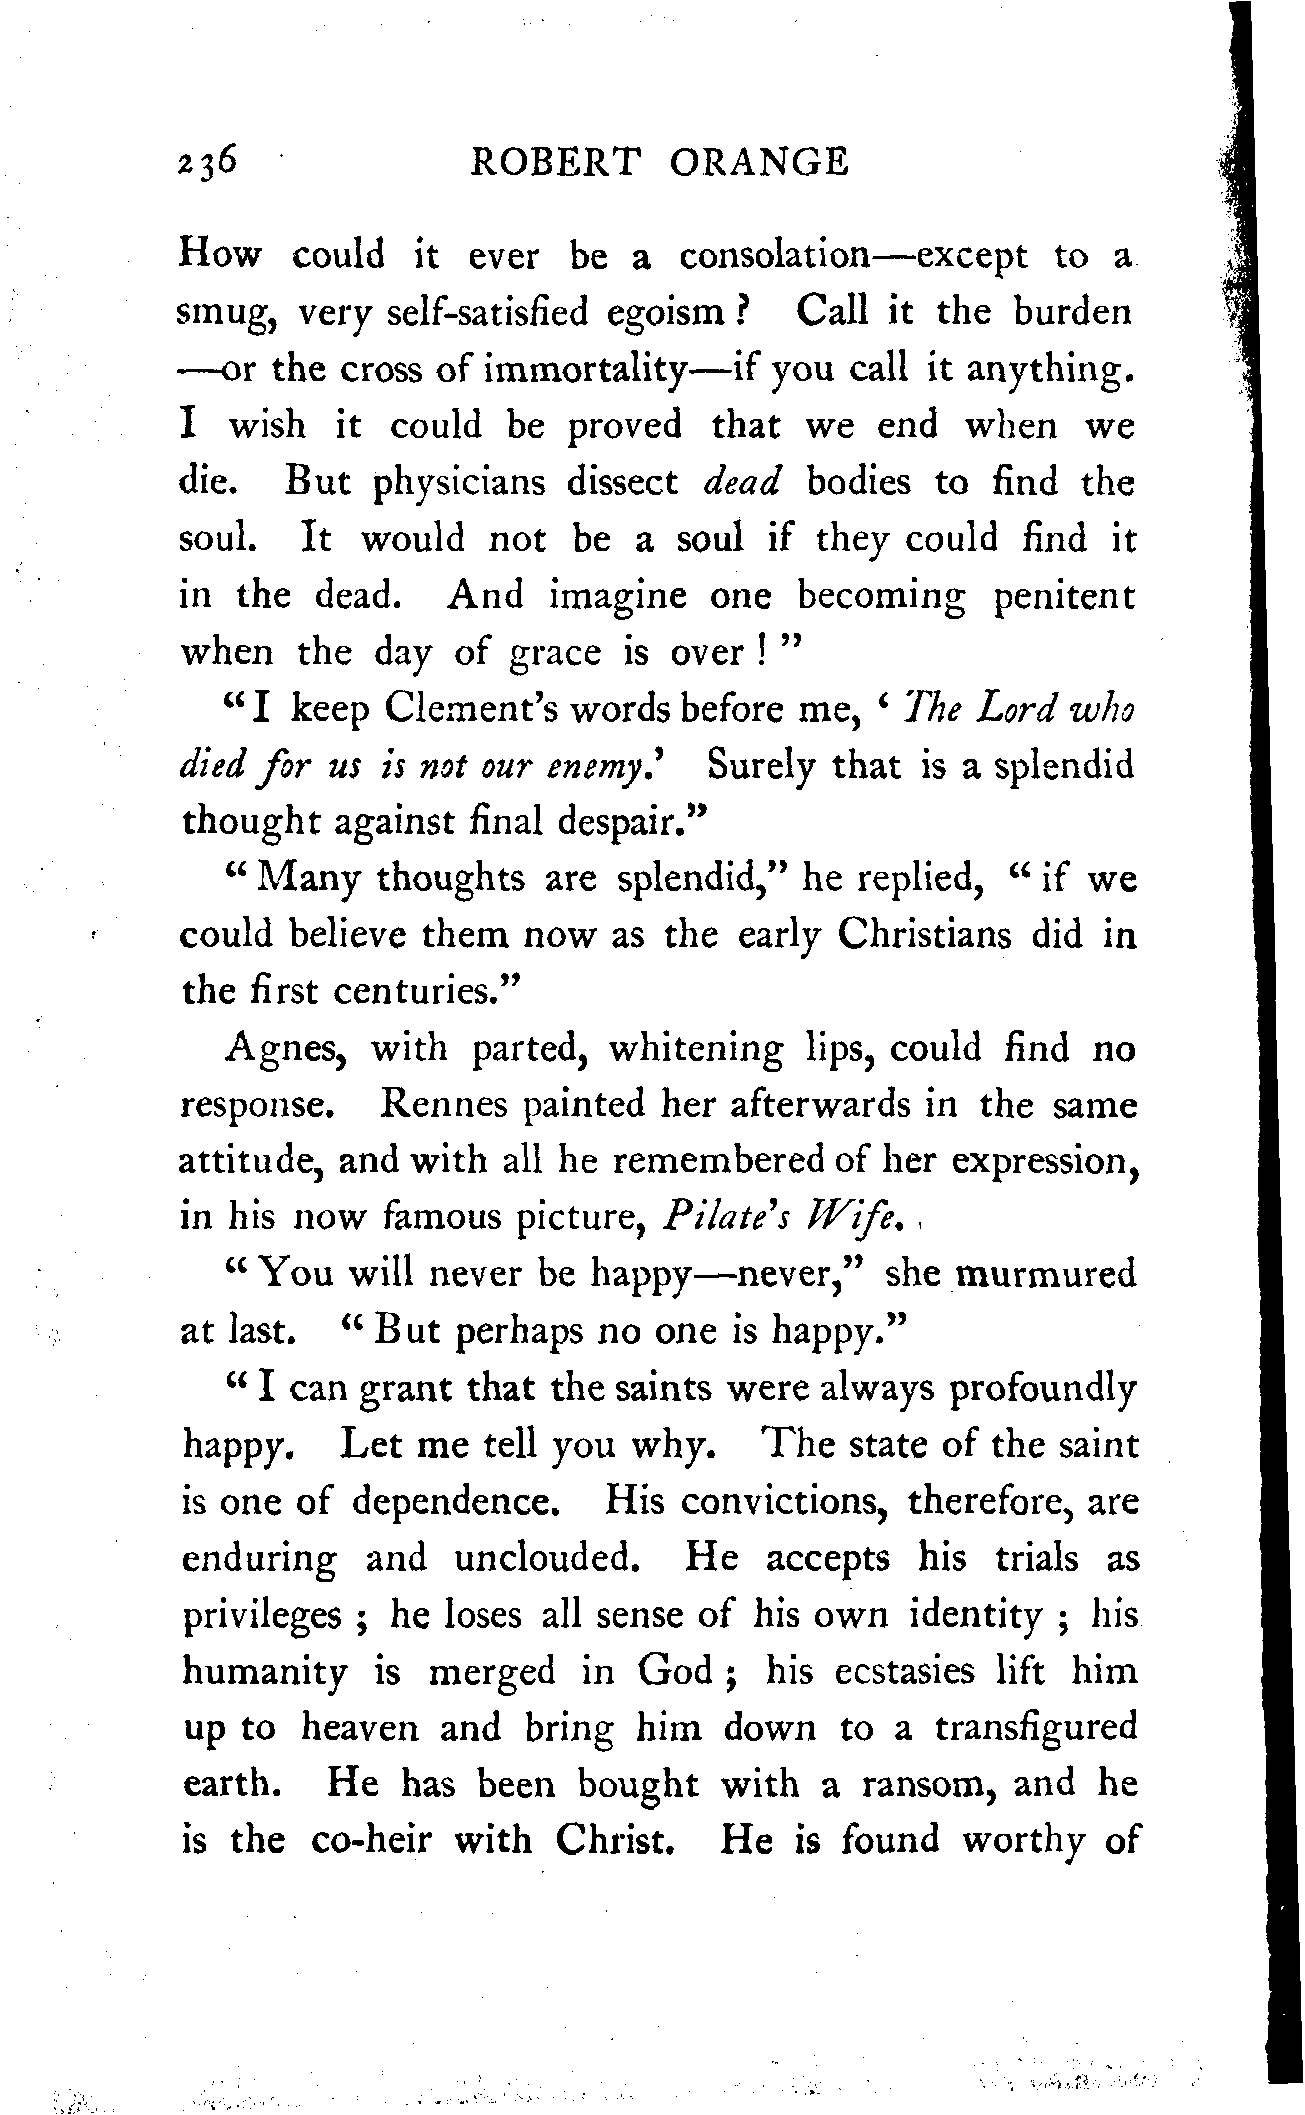 236 ROBERT ORANGE
How could it ever be a consolation—except to a
smug, very self-satisfied egoism ? Call it the burden
—or the cross of immortality—if you call it anything.
I wish it could be proved that we end when we
die. But physicians dissect dead bodies to find the
soul. It would not be a soul if they could find it
in the dead. And imagine one becoming penitent
when the day of grace is over ! ”
“ I keep Clement’s words before me, ‘ The Lord who
died for us is not our enemy.’ Surely that is a splendid
thought against final despair.”
“ Many thoughts are splendid,” he replied, “ if we
could believe them now as the early Christians did in
the first centuries.”
Agnes, with parted, whitening lips, could find no
response. Rennes painted her afterwards in the same
attitude, and with all he remembered of her expression,
in his now famous picture, Pilate’s Wife.
“ You will never be happy—never,” she murmured
at last. “ But perhaps no one is happy.”
“ I can grant that the saints were always profoundly
happy. Let me tell you why. The state of the saint
is one of dependence. His convictions, therefore, are
enduring and unclouded. He accepts his trials as
privileges ; he loses all sense of his own identity ; his
humanity is merged in God ; his ecstasies lift him
up to heaven and bring him down to a transfigured
earth. He has been bought with a ransom, and he
is the co-heir with Christ. He is found worthy of